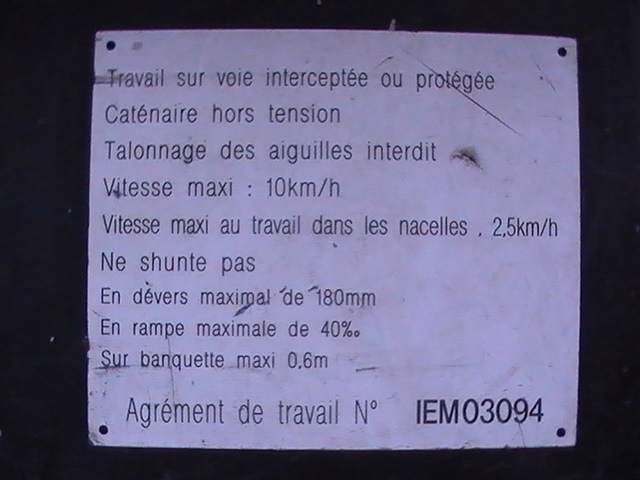 Travail sur voie interceptée ou protégée
Caténaire hors tension
Talonnage des aiguilles interdit
Vitesse maxi : 10km/h
Vitesse maxi au travail dans les nacelles . 2,5km/h
Ne shunte pas
En dévers maximal de 180mm
En rampe maximale de 40‰
Sur banquette maxi 0.6m
Agrément de travail N° IEM03094